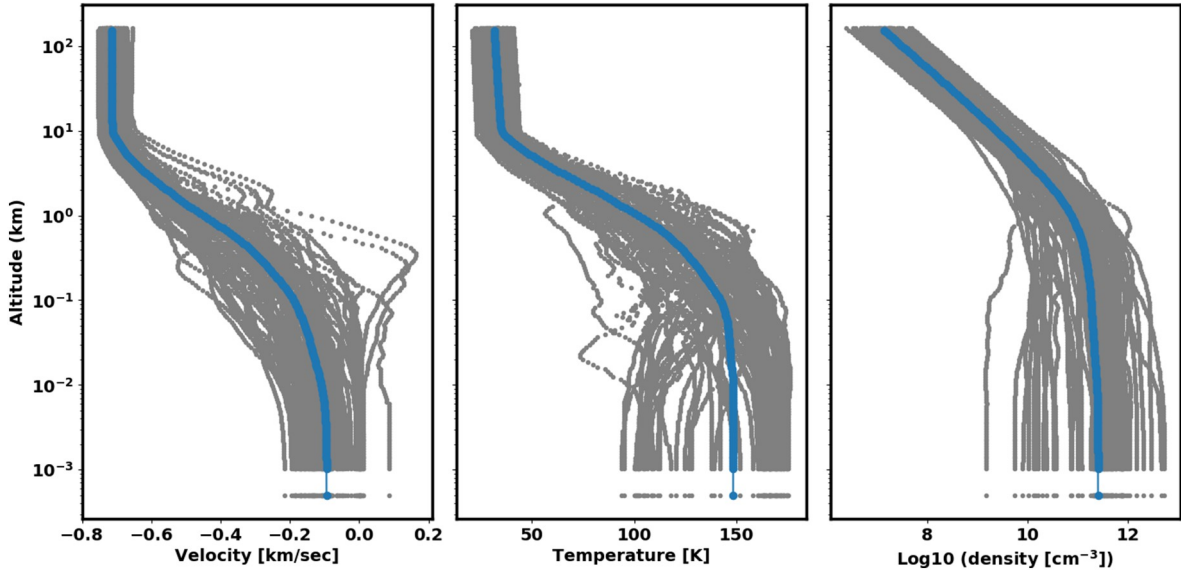 Altitude (km)
10²
10¹
10⁰
10⁻¹
10⁻²
10⁻³
−0.8 −0.6 −0.4 −0.2 0.0 0.2
Velocity [km/sec]
50 100 150
Temperature [K]
8 10 12
Log10 (density [cm⁻³])